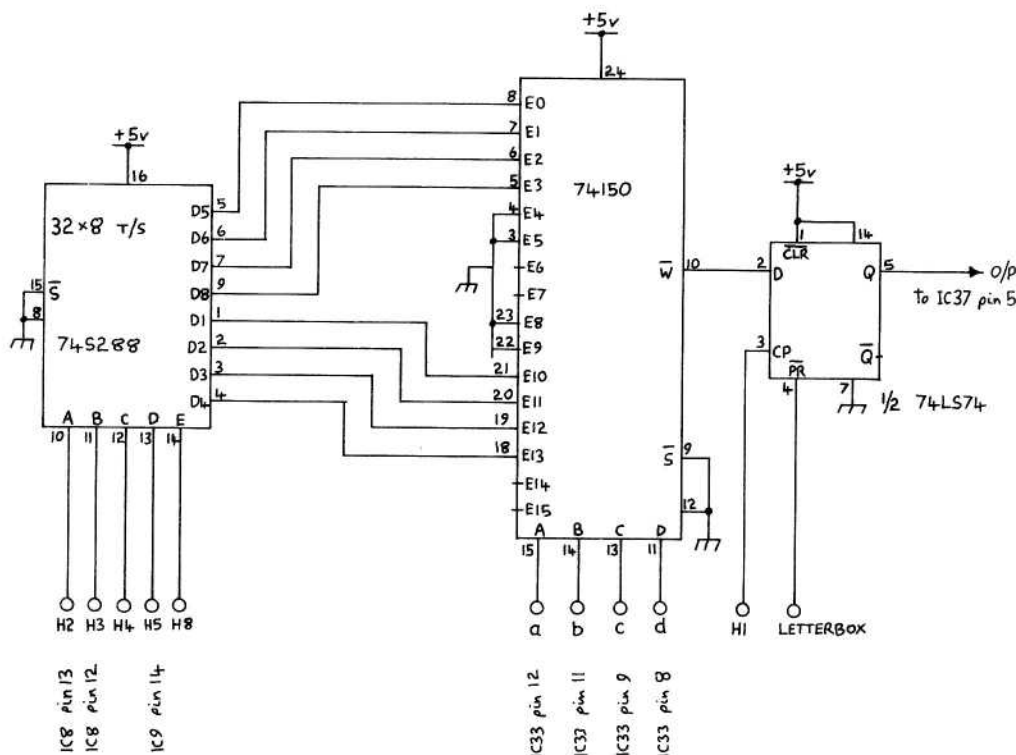 +5v
24
8 E0
7 E1
6 E2
5 E3
4 E4
3 E5
E6
E7
23 E8
22 E9
21 E10
20 E11
19 E12
18 E13
E14
E15
74150
W̅ 10
S̅ 9
12
A B C D
15 14 13 11
a b c d
IC33 pin 12
IC33 pin 11
IC33 pin 9
IC33 pin 8
+5v
16
32×8 T/S
74S288
15 S̅
8
D5 5
D6 6
D7 7
D8 9
D1 1
D2 2
D3 3
D4 4
A B C D E
10 11 12 13 14
H2 H3 H4 H5 H8
IC8 pin 13
IC8 pin 12
IC9 pin 14
+5v
1 14
C̅L̅R̅
2 D
Q 5
O/P
to IC37 pin 5
3 CP
Q̅
P̅R̅
4 7
1/2 74LS74
H1 LETTERBOX